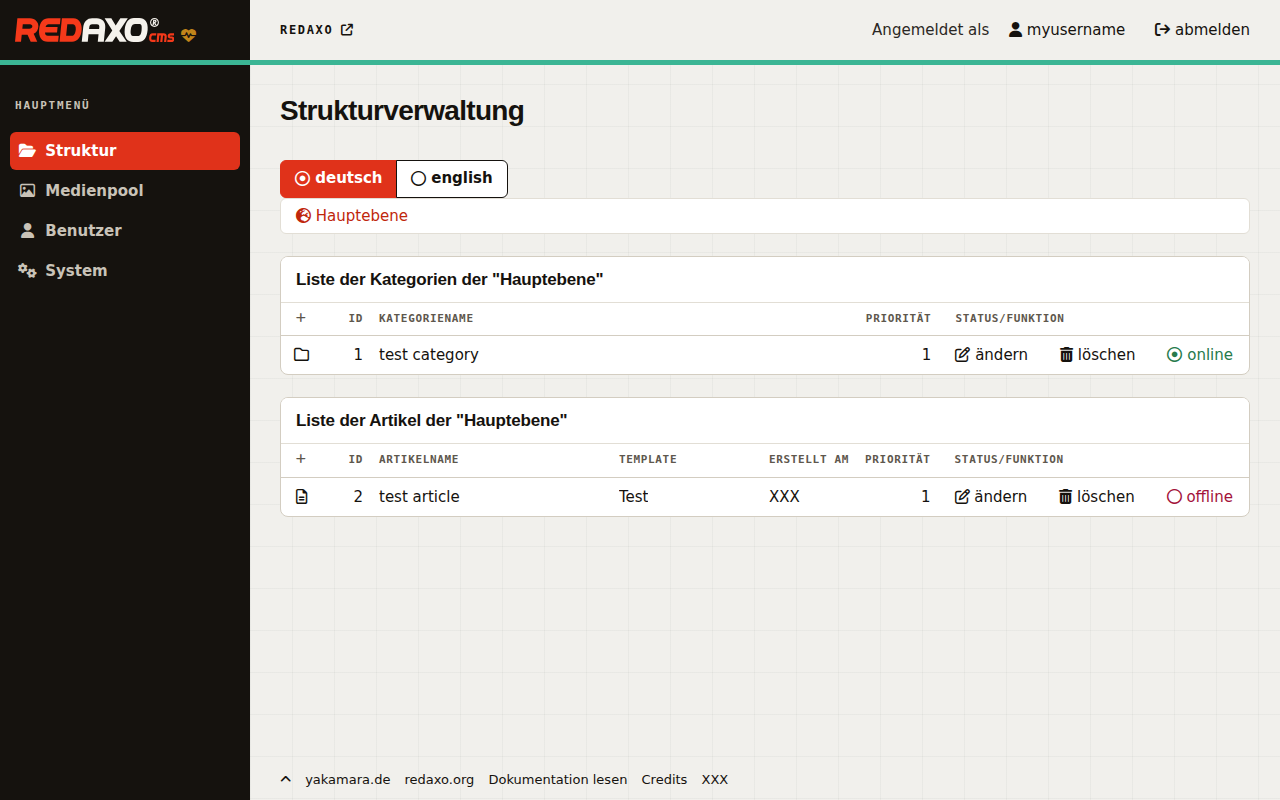 REDAXO® cms
REDAXO
Angemeldet als myusername abmelden
HAUPTMENÜ
Struktur
Medienpool
Benutzer
System
Strukturverwaltung
deutsch english
Hauptebene
Liste der Kategorien der "Hauptebene"
+ ID KATEGORIENAME PRIORITÄT STATUS/FUNKTION
1 test category 1 ändern löschen online
Liste der Artikel der "Hauptebene"
+ ID ARTIKELNAME TEMPLATE ERSTELLT AM PRIORITÄT STATUS/FUNKTION
2 test article Test XXX 1 ändern löschen offline
yakamara.de redaxo.org Dokumentation lesen Credits XXX